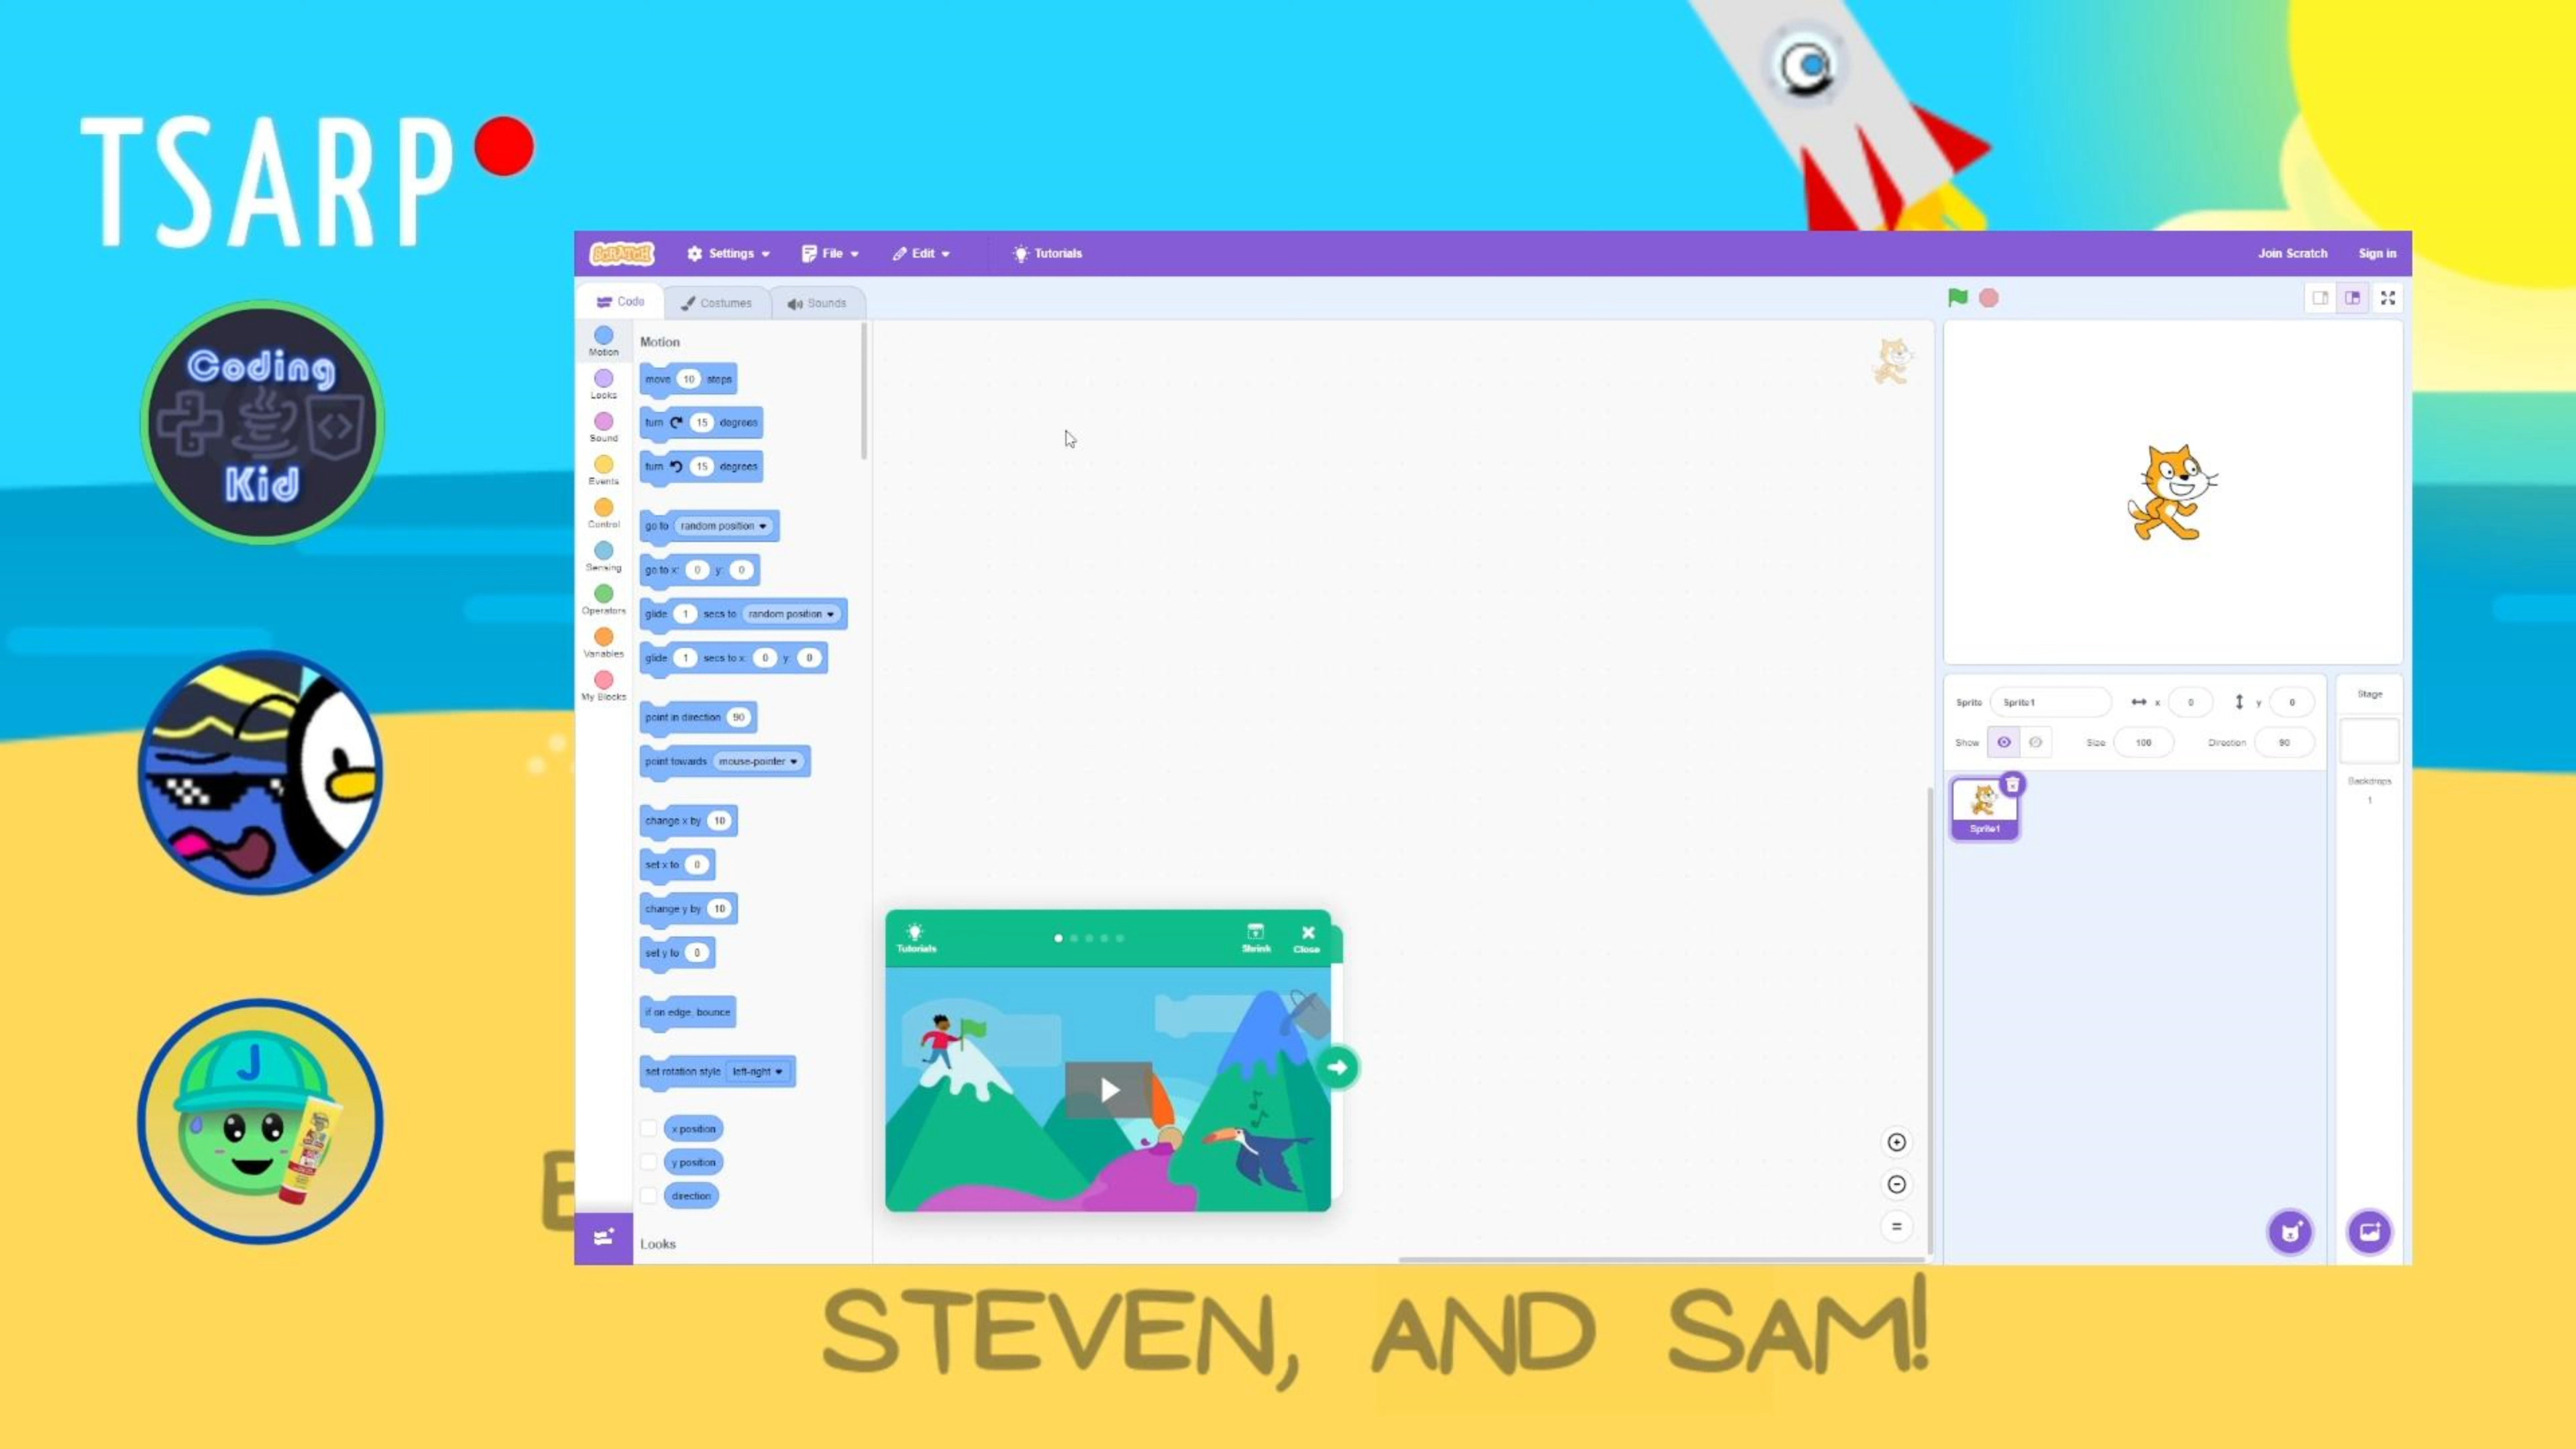 TSARP
Coding
Kid
J
SCRATCH
Settings
File
Edit
Tutorials
Join Scratch
Sign in
Code
Costumes
Sounds
Motion
Looks
Sound
Events
Control
Sensing
Operators
Variables
My Blocks
Motion
move 10 steps
turn 15 degrees
turn 15 degrees
go to random position
go to x: 0 y: 0
glide 1 secs to random position
glide 1 secs to x: 0 y: 0
point in direction 90
point towards mouse-pointer
change x by 10
set x to 0
change y by 10
set y to 0
if on edge, bounce
set rotation style left-right
x position
y position
direction
Looks
Tutorials
Shrink
Close
Sprite Sprite1 x 0 y 0
Show Size 100 Direction 90
Sprite1
Stage
Backdrops
1
STEVEN, AND SAM!